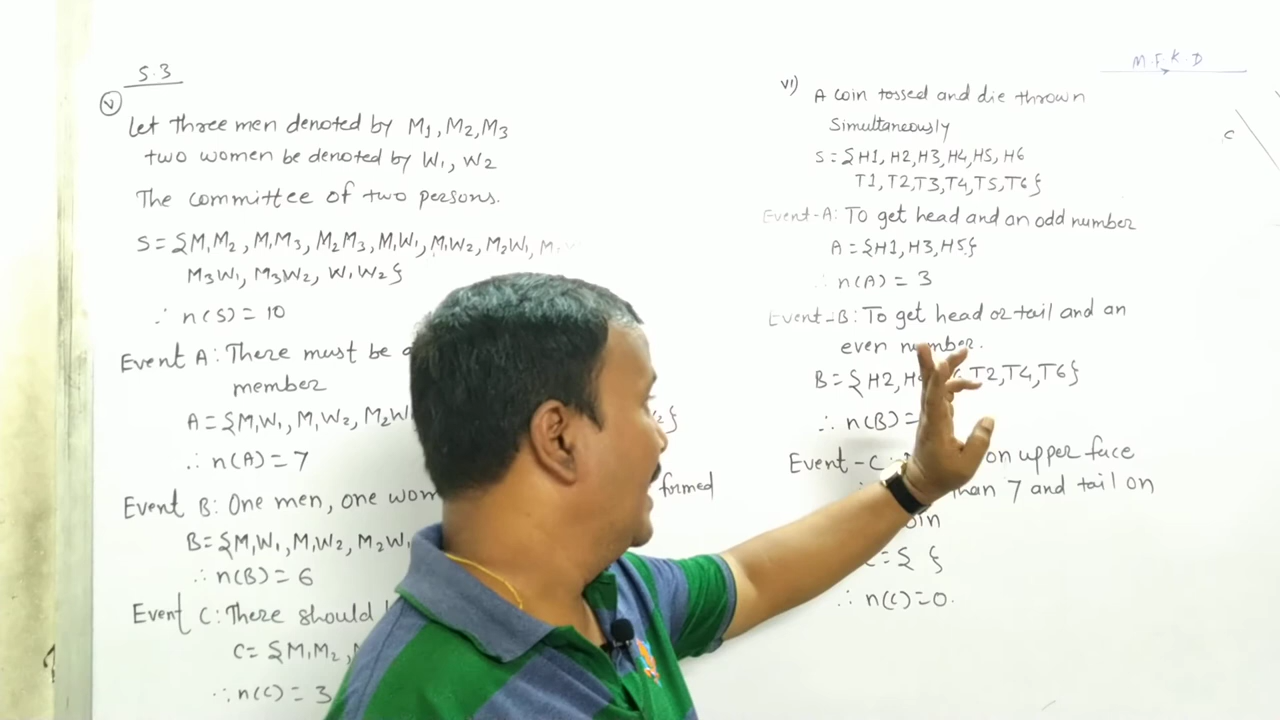 5.3
v
Let three men denoted by M1, M2, M3
two women be denoted by W1, W2
The committee of two persons.
S = {M1M2, M1M3, M2M3, M1W1, M1W2, M2W1,
M3W1, M3W2, W1W2}
∴ n(S) = 10
Event A: There must be
member
A = {M1W1, M1W2, M2W
∴ n(A) = 7
Event B: One men, one wom formed
B = {M1W1, M1W2, M2W1,
∴ n(B) = 6
Event C: There should
C = {M1M2,
∴ n(C) = 3
M.F.K.D
vi) A coin tossed and die thrown
Simultaneously
S = {H1, H2, H3, H4, H5, H6
T1, T2, T3, T4, T5, T6}
Event-A: To get head and an odd number
A = {H1, H3, H5}
∴ n(A) = 3
Event-B: To get head or tail and an
even number.
B = {H2, T2, T4, T6}
∴ n(B) =
Event-C: on upper face
than 7 and tail on
= { }
∴ n(C) = 0.
C